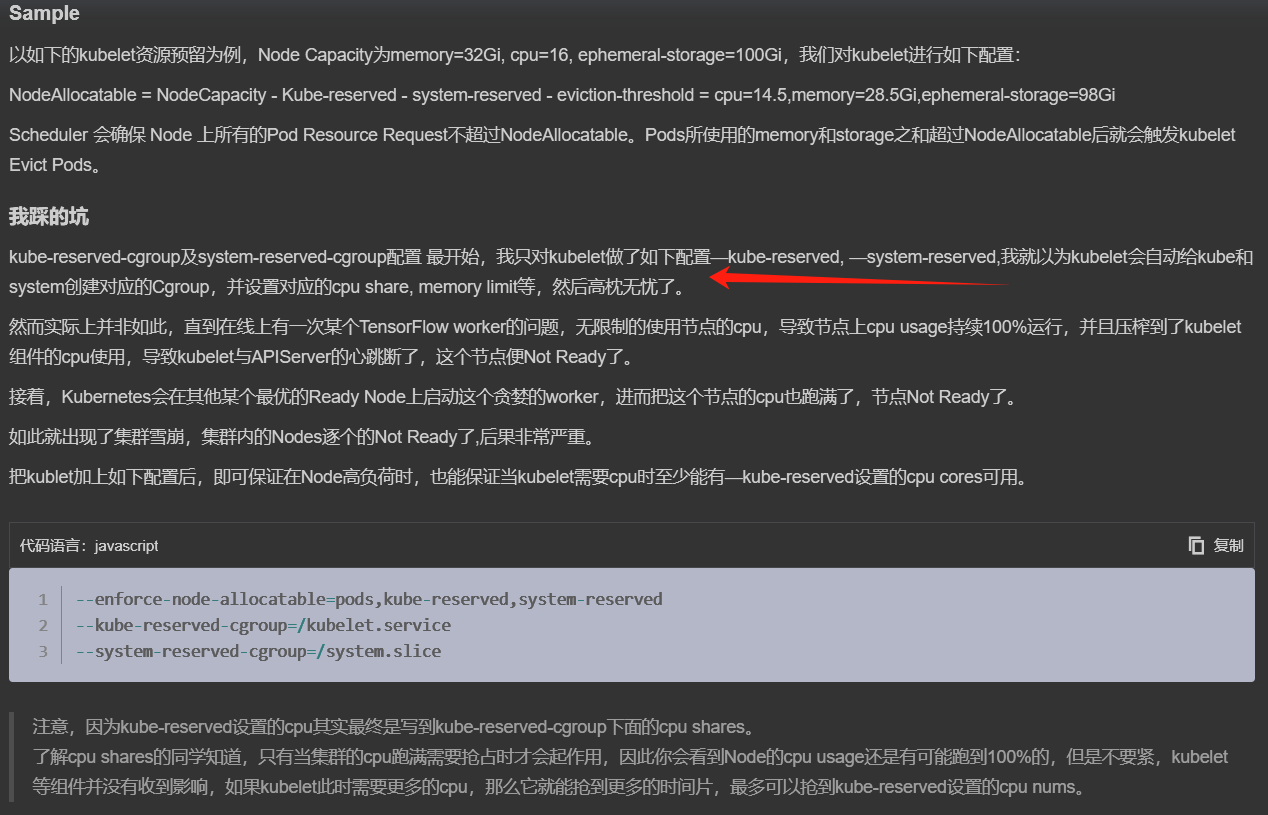 Sample
以如下的kubelet资源预留为例，Node Capacity为memory=32Gi, cpu=16, ephemeral-storage=100Gi，我们对kubelet进行如下配置：
NodeAllocatable = NodeCapacity - Kube-reserved - system-reserved - eviction-threshold = cpu=14.5,memory=28.5Gi,ephemeral-storage=98Gi
Scheduler 会确保 Node 上所有的Pod Resource Request不超过NodeAllocatable。Pods所使用的memory和storage之和超过NodeAllocatable后就会触发kubelet
Evict Pods。
我踩的坑
kube-reserved-cgroup及system-reserved-cgroup配置 最开始，我只对kubelet做了如下配置—kube-reserved, —system-reserved,我就以为kubelet会自动给kube和
system创建对应的Cgroup，并设置对应的cpu share, memory limit等，然后高枕无忧了。
然而实际上并非如此，直到在线上有一次某个TensorFlow worker的问题，无限制的使用节点的cpu，导致节点上cpu usage持续100%运行，并且压榨到了kubelet
组件的cpu使用，导致kubelet与APIServer的心跳断了，这个节点便Not Ready了。
接着，Kubernetes会在其他某个最优的Ready Node上启动这个贪婪的worker，进而把这个节点的cpu也跑满了，节点Not Ready了。
如此就出现了集群雪崩，集群内的Nodes逐个的Not Ready了,后果非常严重。
把kublet加上如下配置后，即可保证在Node高负荷时，也能保证当kubelet需要cpu时至少能有—kube-reserved设置的cpu cores可用。
代码语言：javascript
复制
1 --enforce-node-allocatable=pods,kube-reserved,system-reserved
2 --kube-reserved-cgroup=/kubelet.service
3 --system-reserved-cgroup=/system.slice
注意，因为kube-reserved设置的cpu其实最终是写到kube-reserved-cgroup下面的cpu shares。
了解cpu shares的同学知道，只有当集群的cpu跑满需要抢占时才会起作用，因此你会看到Node的cpu usage还是有可能跑到100%的，但是不要紧，kubelet
等组件并没有收到影响，如果kubelet此时需要更多的cpu，那么它就能抢到更多的时间片，最多可以抢到kube-reserved设置的cpu nums。